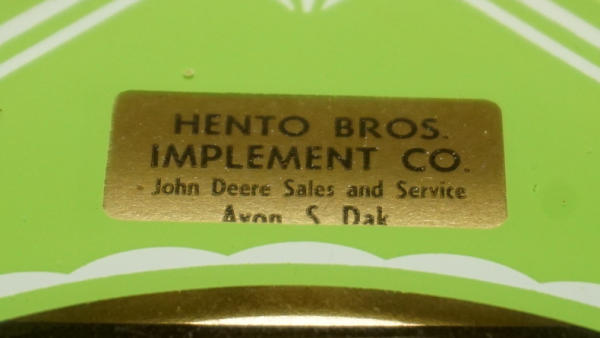 HENTO BROS.
IMPLEMENT CO.
John Deere Sales and Service
Avon S. Dak